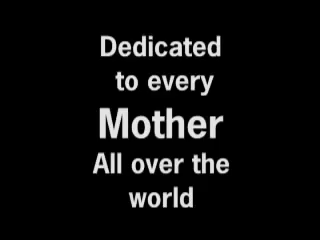 Dedicated
to every
Mother
All over the
world